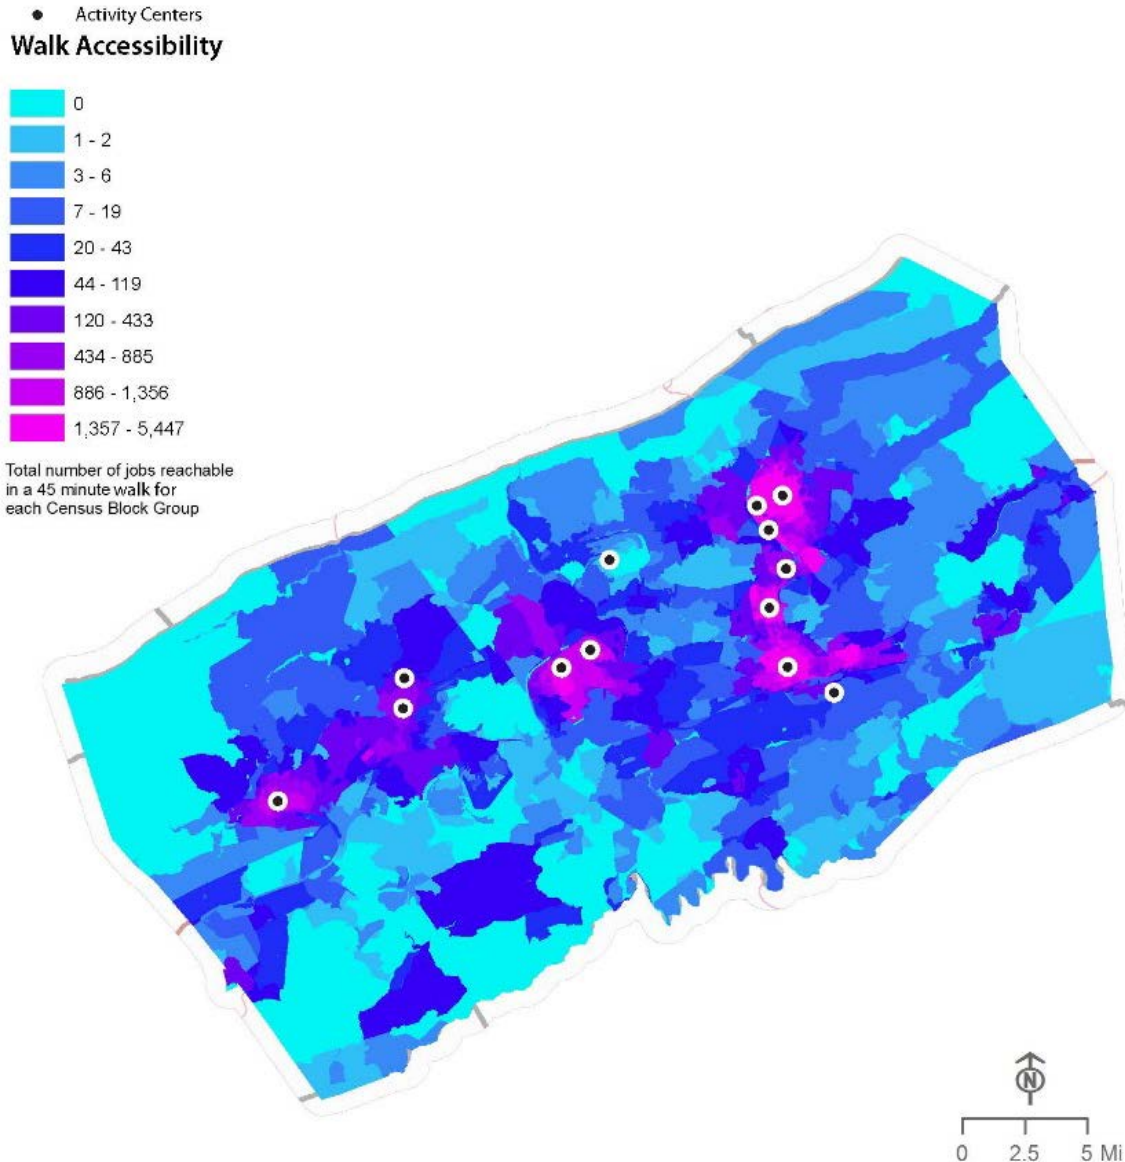 Activity Centers
Walk Accessibility
0
1 - 2
3 - 6
7 - 19
20 - 43
44 - 119
120 - 433
434 - 885
886 - 1,356
1,357 - 5,447
Total number of jobs reachable
in a 45 minute walk for
each Census Block Group
N
0 2.5 5 Mi